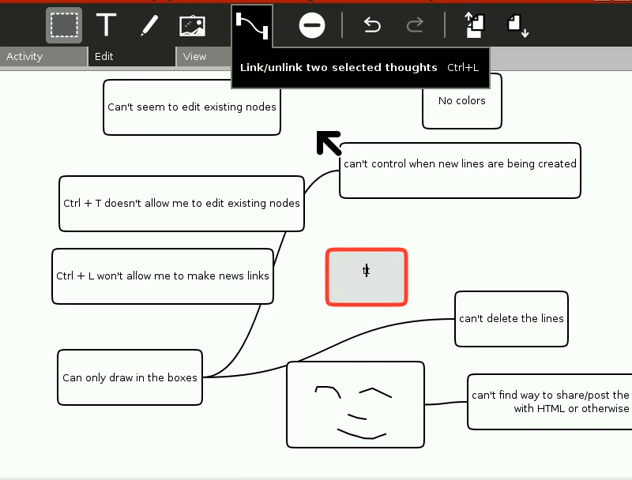 T
Activity
Edit
View
Link/unlink two selected thoughts Ctrl+L
Can't seem to edit existing nodes
No colors
can't control when new lines are being created
Ctrl + T doesn't allow me to edit existing nodes
Ctrl + L won't allow me to make news links
can't delete the lines
Can only draw in the boxes
can't find way to share/post the
with HTML or otherwise